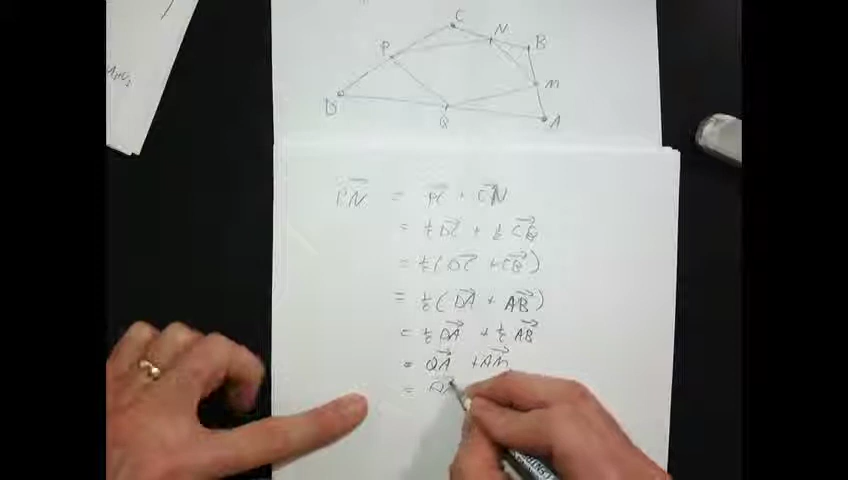 C
N
B
P
M
D
Q
A
PN = PC + CN
= ½ DC + ½ CB
= ½ ( DC + CB )
= ½ ( DA + AB )
= ½ DA + ½ AB
= QA + AM
=